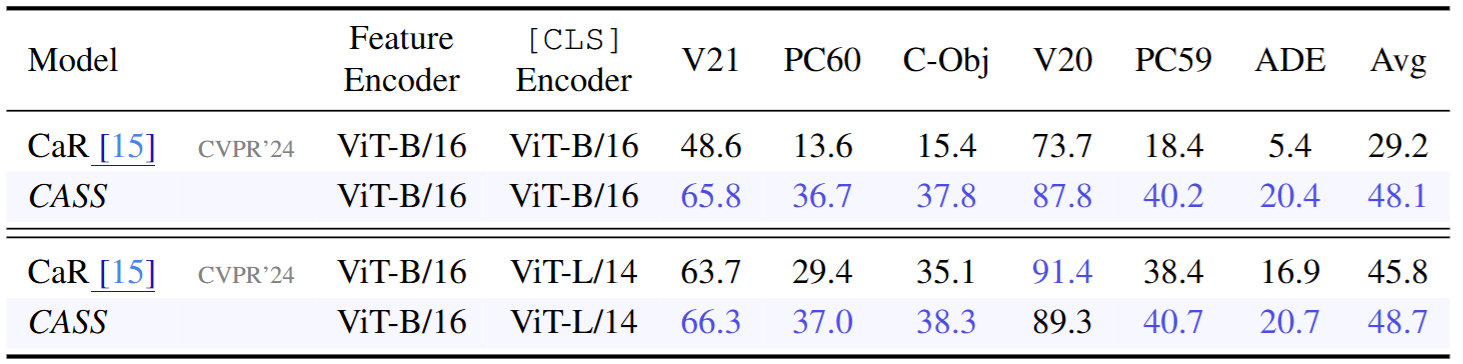 Model Feature Encoder [CLS] Encoder V21 PC60 C-Obj V20 PC59 ADE Avg
CaR [15] CVPR'24 ViT-B/16 ViT-B/16 48.6 13.6 15.4 73.7 18.4 5.4 29.2
CASS ViT-B/16 ViT-B/16 65.8 36.7 37.8 87.8 40.2 20.4 48.1
CaR [15] CVPR'24 ViT-B/16 ViT-L/14 63.7 29.4 35.1 91.4 38.4 16.9 45.8
CASS ViT-B/16 ViT-L/14 66.3 37.0 38.3 89.3 40.7 20.7 48.7